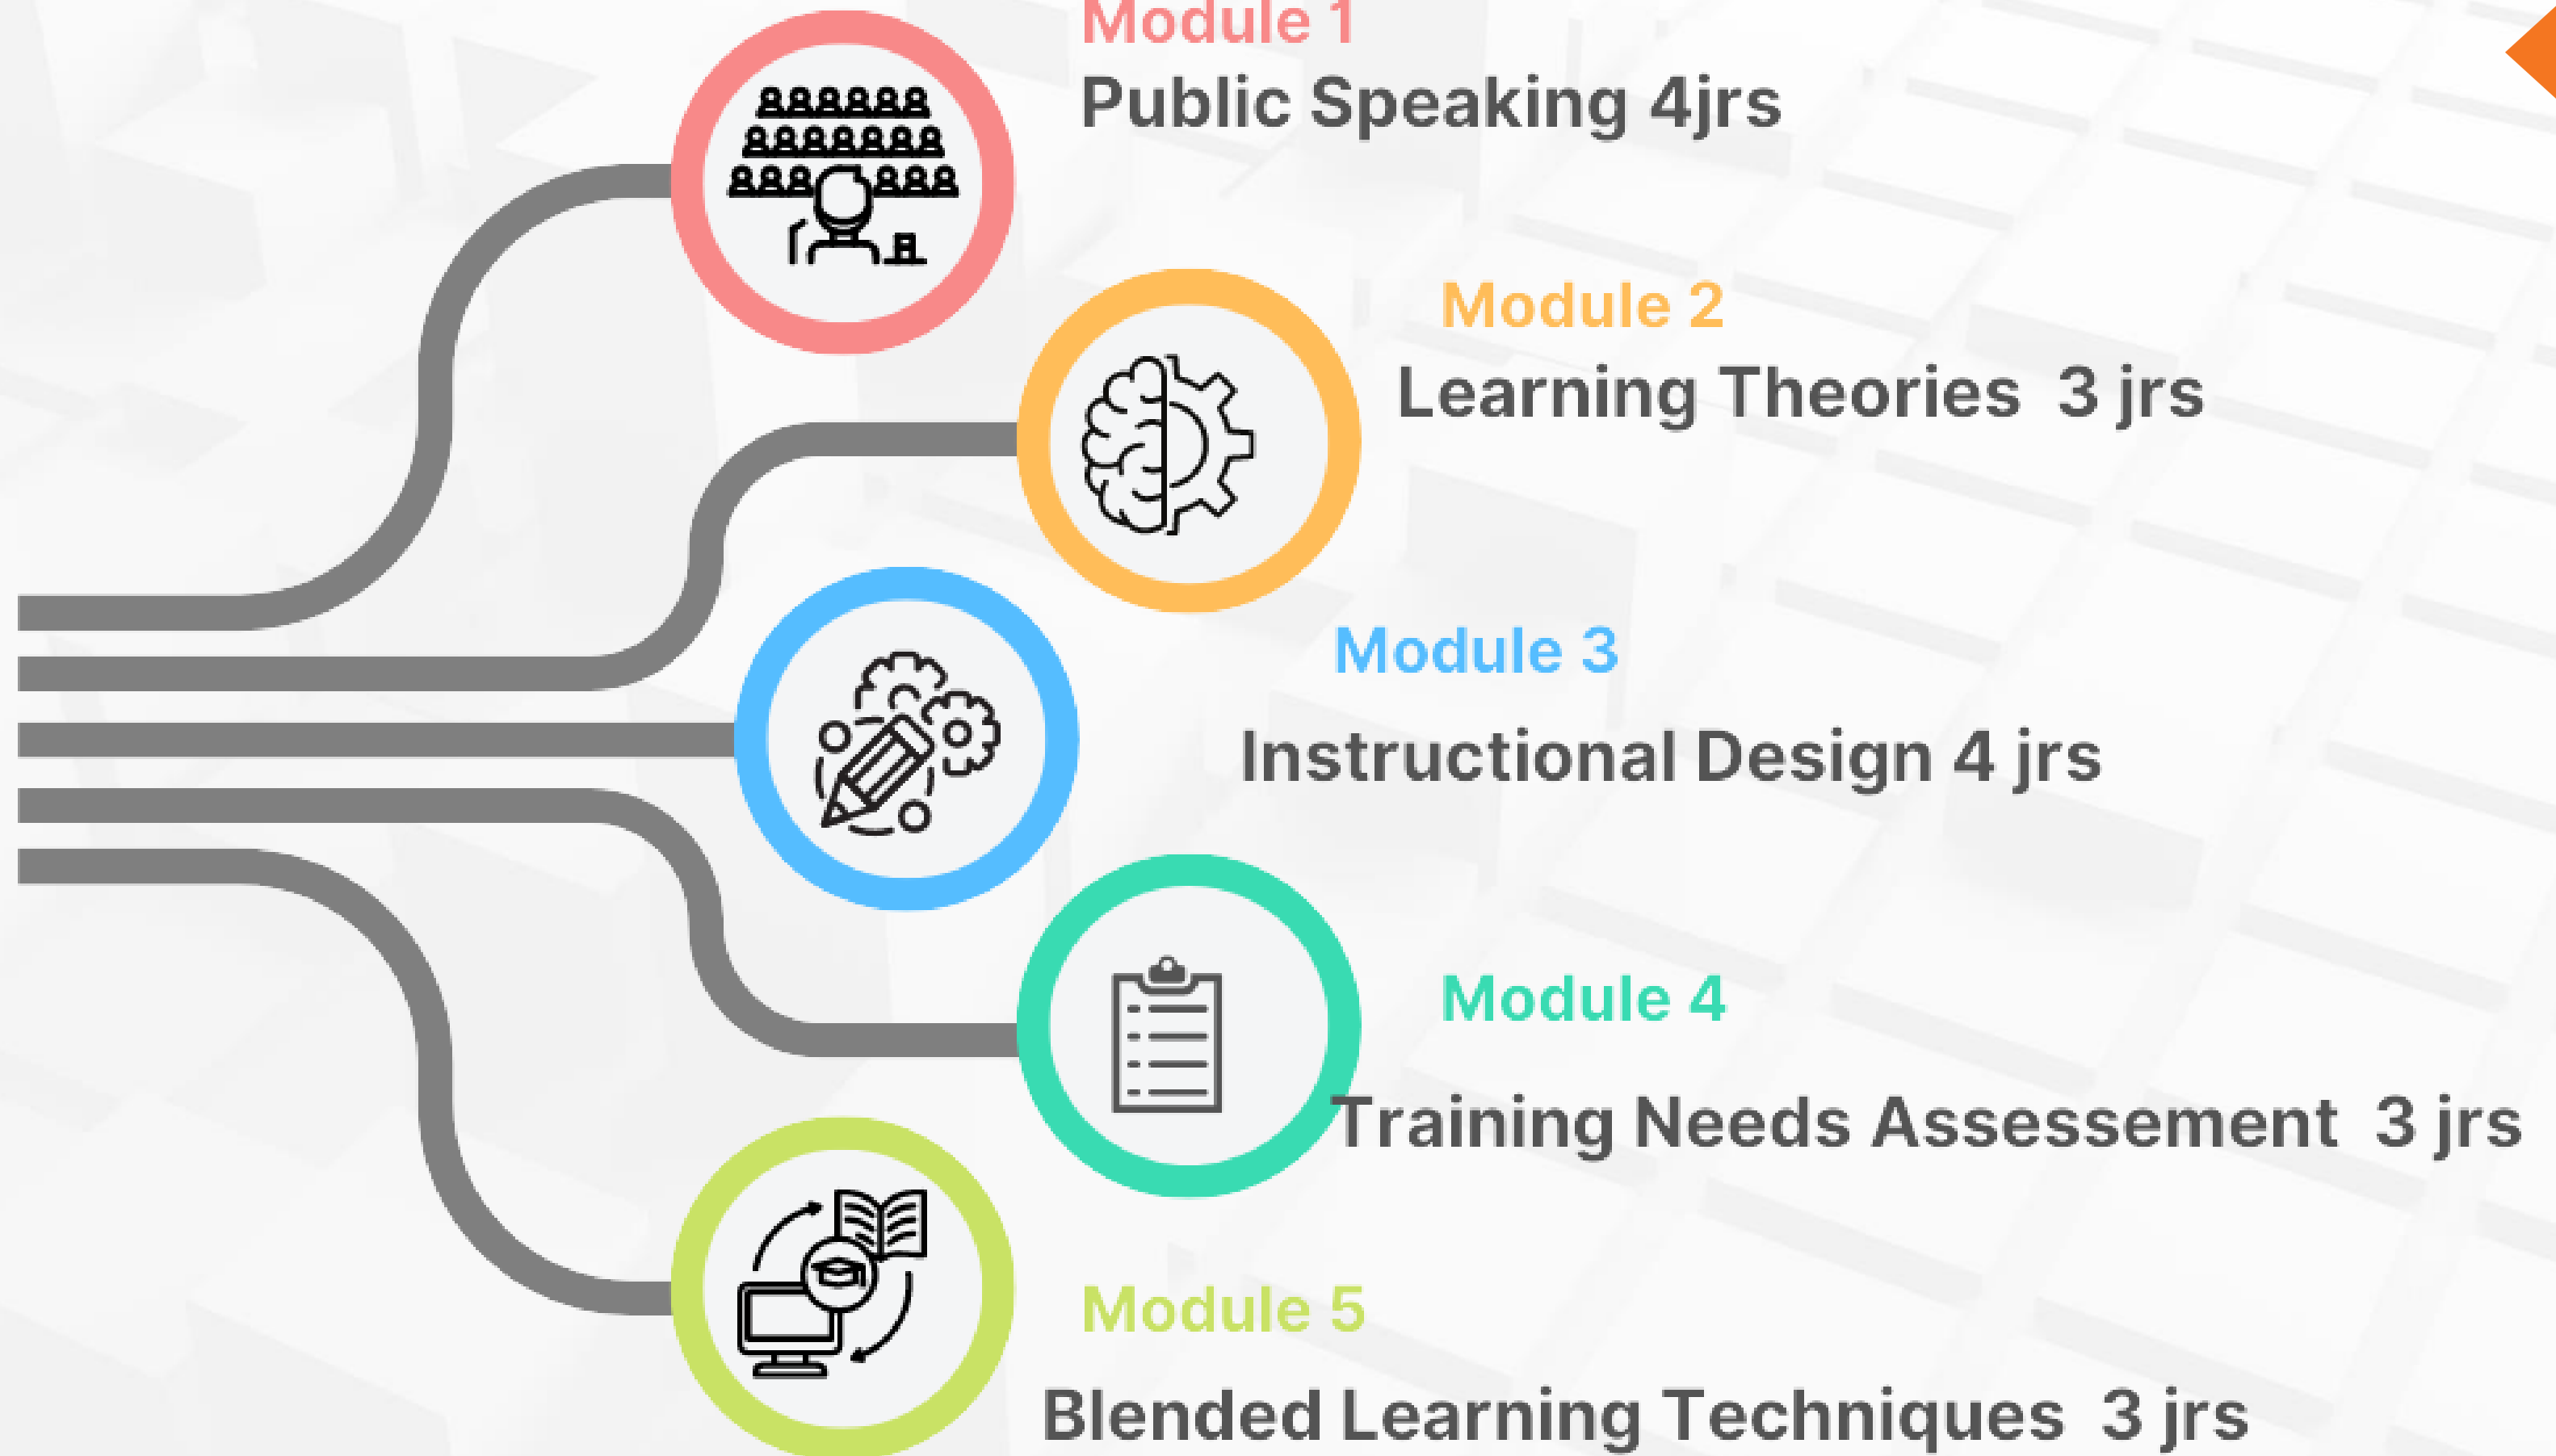 Module 1
Public Speaking 4jrs
Module 2
Learning Theories 3 jrs
Module 3
Instructional Design 4 jrs
Module 4
Training Needs Assessement 3 jrs
Module 5
Blended Learning Techniques 3 jrs